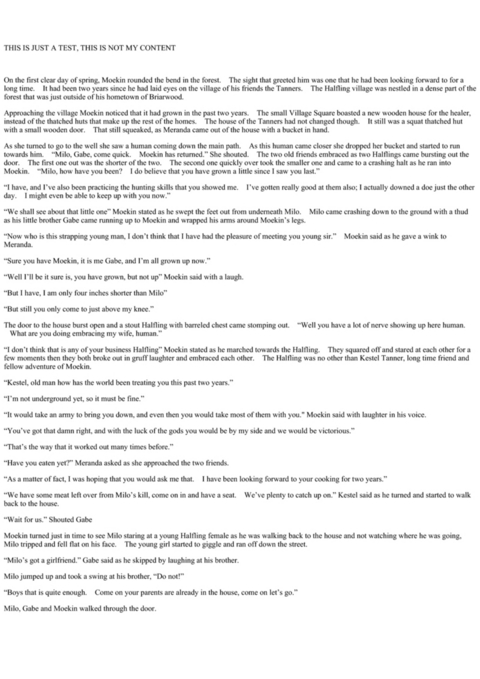 THIS IS JUST A TEST, THIS IS NOT MY CONTENT
On the first clear day of spring, Moekin rounded the bend in the forest. The sight that greeted him was one that he had been looking forward to for a
long time. It had been two years since he had laid eyes on the village of his friends the Tanners. The Halfling village was nestled in a dense part of the
forest that was just outside of his hometown of Briarwood.
Approaching the village Moekin noticed that it had grown in the past two years. The small Village Square boasted a new wooden house for the healer,
instead of the thatched huts that make up the rest of the homes. The house of the Tanners had not changed though. It still was a squat thatched hut
with a small wooden door. That still squeaked, as Meranda came out of the house with a bucket in hand.
As she turned to go to the well she saw a human coming down the main path. As this human came closer she dropped her bucket and started to run
towards him. “Milo, Gabe, come quick. Moekin has returned.” She shouted. The two old friends embraced as two Halflings came bursting out the
door. The first one out was the shorter of the two. The second one quickly over took the smaller one and came to a crashing halt as he ran into
Moekin. “Milo, how have you been? I do believe that you have grown a little since I saw you last.”
“I have, and I’ve also been practicing the hunting skills that you showed me. I’ve gotten really good at them also; I actually downed a doe just the other
day. I might even be able to keep up with you now.”
“We shall see about that little one” Moekin stated as he swept the feet out from underneath Milo. Milo came crashing down to the ground with a thud
as his little brother Gabe came running up to Moekin and wrapped his arms around Moekin’s legs.
“Now who is this strapping young man, I don’t think that I have had the pleasure of meeting you young sir.” Moekin said as he gave a wink to
Meranda.
“Sure you have Moekin, it is me Gabe, and I’m all grown up now.”
“Well I’ll be it sure is, you have grown, but not up” Moekin said with a laugh.
“But I have, I am only four inches shorter than Milo”
“But still you only come to just above my knee.”
The door to the house burst open and a stout Halfling with barreled chest came stomping out. “Well you have a lot of nerve showing up here human.
What are you doing embracing my wife, human.”
“I don’t think that is any of your business Halfling” Moekin stated as he marched towards the Halfling. They squared off and stared at each other for a
few moments then they both broke out in gruff laughter and embraced each other. The Halfling was no other than Kestel Tanner, long time friend and
fellow adventure of Moekin.
“Kestel, old man how has the world been treating you this past two years.”
“I’m not underground yet, so it must be fine.”
“It would take an army to bring you down, and even then you would take most of them with you." Moekin said with laughter in his voice.
“You’ve got that damn right, and with the luck of the gods you would be by my side and we would be victorious.”
“That’s the way that it worked out many times before.”
“Have you eaten yet?” Meranda asked as she approached the two friends.
“As a matter of fact, I was hoping that you would ask me that. I have been looking forward to your cooking for two years.”
“We have some meat left over from Milo’s kill, come on in and have a seat. We’ve plenty to catch up on.” Kestel said as he turned and started to walk
back to the house.
“Wait for us.” Shouted Gabe
Moekin turned just in time to see Milo staring at a young Halfling female as he was walking back to the house and not watching where he was going,
Milo tripped and fell flat on his face. The young girl started to giggle and ran off down the street.
“Milo’s got a girlfriend.” Gabe said as he skipped by laughing at his brother.
Milo jumped up and took a swing at his brother, “Do not!”
“Boys that is quite enough. Come on your parents are already in the house, come on let’s go.”
Milo, Gabe and Moekin walked through the door.